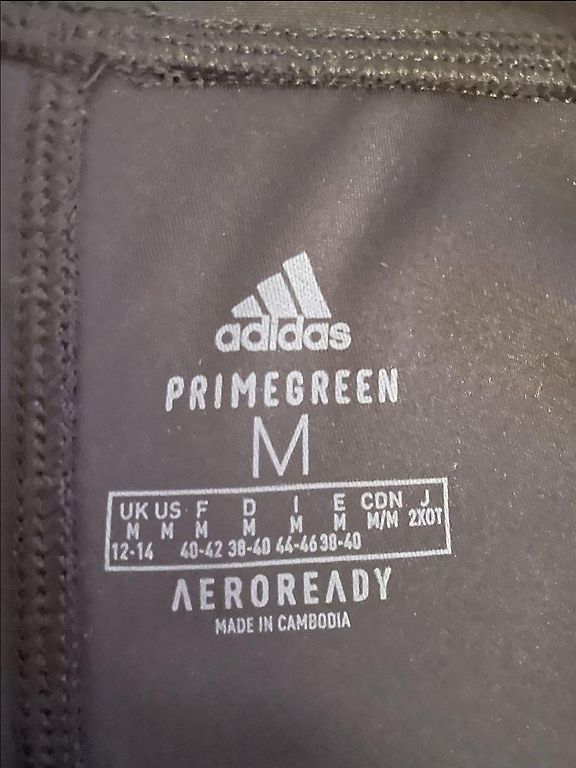 adidas
PRIMEGREEN
M
UK US F D I E CDN J
M M M M M M M/M 2XOT
12-14 40-42 38-40 44-46 38-40
AEROREADY
MADE IN CAMBODIA